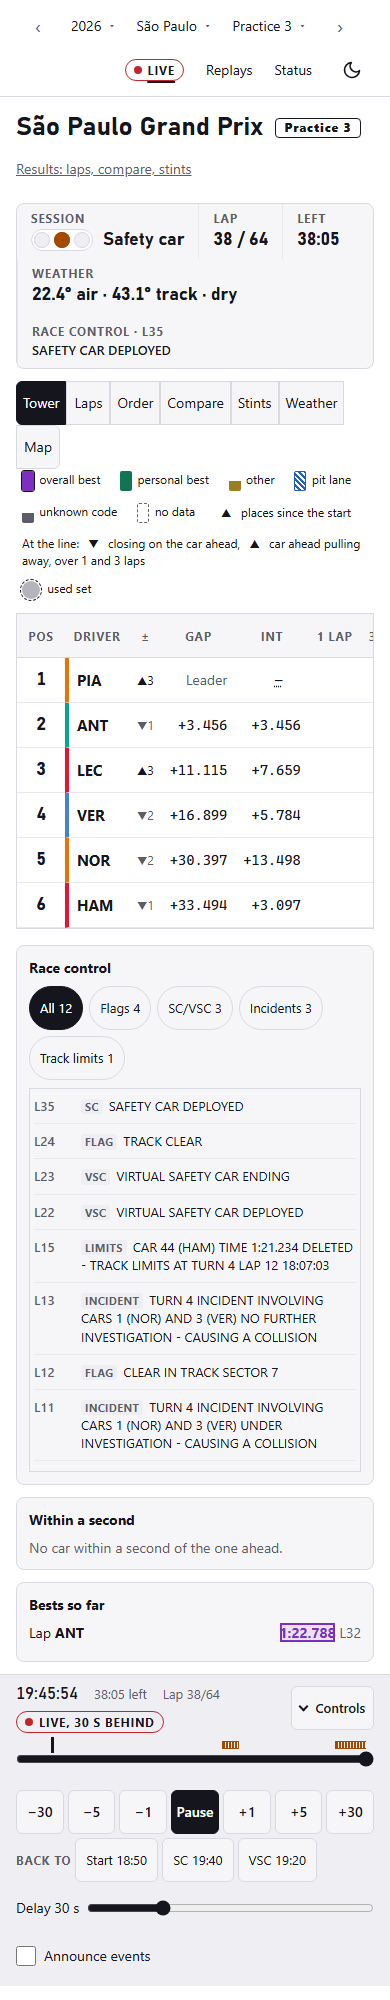 ‹ 2026 São Paulo Practice 3 ›
LIVE Replays Status
São Paulo Grand Prix Practice 3
Results: laps, compare, stints
SESSION LAP LEFT
Safety car 38 / 64 38:05
WEATHER
22.4° air · 43.1° track · dry
RACE CONTROL · L35
SAFETY CAR DEPLOYED
Tower Laps Order Compare Stints Weather
Map
overall best personal best other pit lane
unknown code no data ▲ places since the start
At the line: ▼ closing on the car ahead, ▲ car ahead pulling
away, over 1 and 3 laps
used set
POS DRIVER ± GAP INT 1 LAP
1 PIA ▲3 Leader –
2 ANT ▼1 +3.456 +3.456
3 LEC ▲3 +11.115 +7.659
4 VER ▼2 +16.899 +5.784
5 NOR ▼2 +30.397 +13.498
6 HAM ▼1 +33.494 +3.097
Race control
All 12 Flags 4 SC/VSC 3 Incidents 3
Track limits 1
L35 SC SAFETY CAR DEPLOYED
L24 FLAG TRACK CLEAR
L23 VSC VIRTUAL SAFETY CAR ENDING
L22 VSC VIRTUAL SAFETY CAR DEPLOYED
L15 LIMITS CAR 44 (HAM) TIME 1:21.234 DELETED
- TRACK LIMITS AT TURN 4 LAP 12 18:07:03
L13 INCIDENT TURN 4 INCIDENT INVOLVING
CARS 1 (NOR) AND 3 (VER) NO FURTHER
INVESTIGATION - CAUSING A COLLISION
L12 FLAG CLEAR IN TRACK SECTOR 7
L11 INCIDENT TURN 4 INCIDENT INVOLVING
CARS 1 (NOR) AND 3 (VER) UNDER
INVESTIGATION - CAUSING A COLLISION
Within a second
No car within a second of the one ahead.
Bests so far
Lap ANT 1:22.788 L32
19:45:54 38:05 left Lap 38/64 Controls
LIVE, 30 S BEHIND
−30 −5 −1 Pause +1 +5 +30
BACK TO Start 18:50 SC 19:40 VSC 19:20
Delay 30 s
Announce events